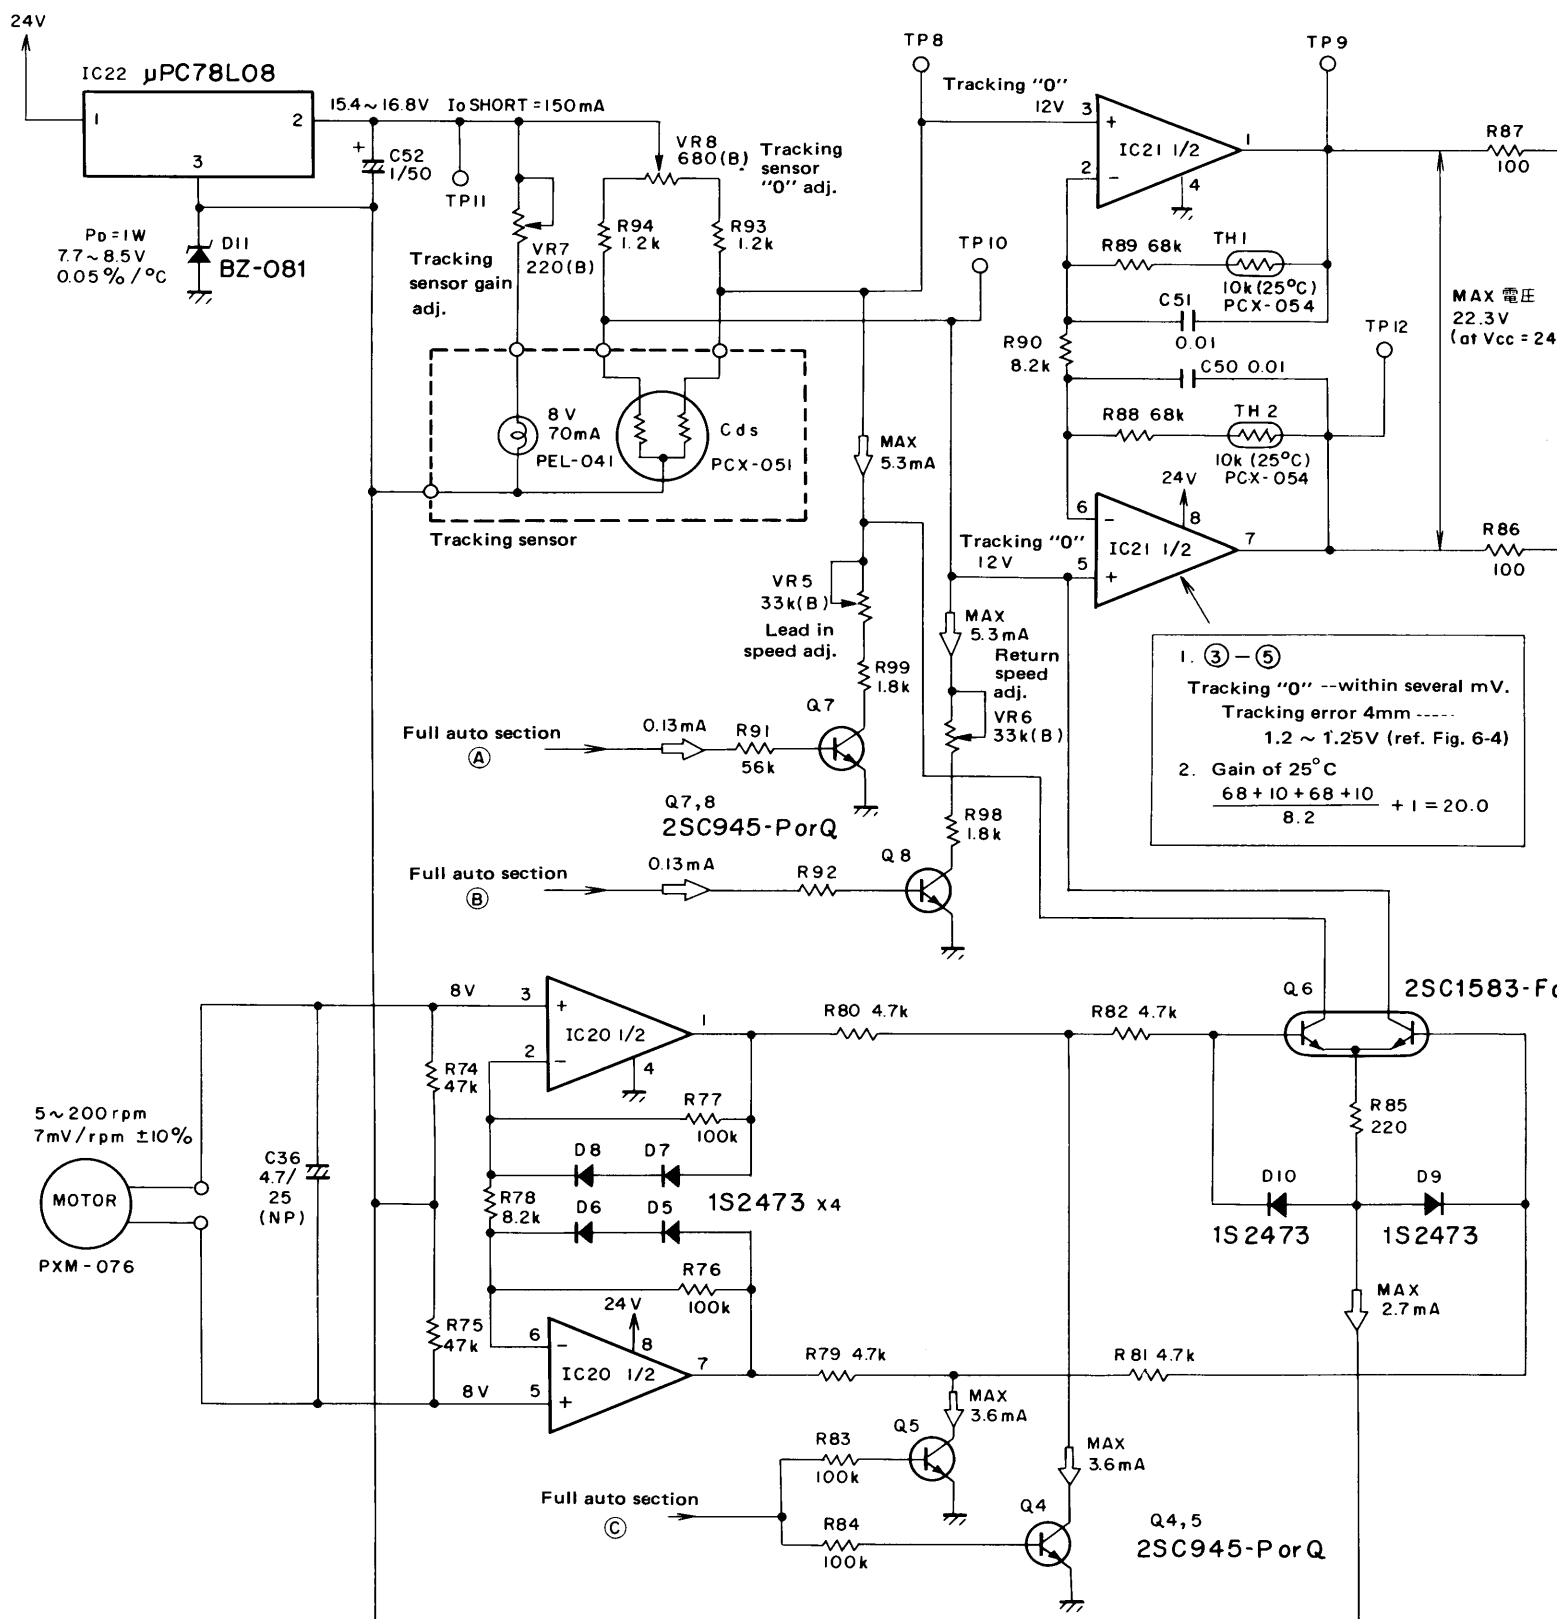 24V
IC22 µPC78L08
1
2
3
15.4~16.8V
Io SHORT = 150mA
+
C52
1/50
TP11
PD=1W
7.7~8.5V
0.05%/°C
D11
BZ-081
VR7
220(B)
Tracking
sensor gain
adj.
VR8
680(B)
Tracking
sensor
"0" adj.
R94
1.2k
R93
1.2k
8V
70mA
PEL-041
Cds
PCX-051
Tracking sensor
TP8
Tracking "0"
12V
TP10
3
+
2
−
IC21 1/2
1
4
TP9
R87
100
R89 68k
TH1
10k(25°C)
PCX-054
C51
0.01
R90
8.2k
C50 0.01
R88 68k
TH2
10k(25°C)
PCX-054
TP12
MAX 電圧
22.3V
(at Vcc = 24
24V
8
6
−
5
+
IC21 1/2
7
R86
100
Tracking "0"
12V
MAX
5.3mA
VR5
33k(B)
Lead in
speed adj.
R99
1.8k
MAX
5.3mA
Return
speed
adj.
VR6
33k(B)
R98
1.8k
1. ③ − ⑤
Tracking "0" --within several mV.
Tracking error 4mm -----
1.2 ~ 1.25V (ref. Fig. 6-4)
2. Gain of 25°C
68 + 10 + 68 + 10
8.2
+ 1 = 20.0
Full auto section
Ⓐ
0.13mA
R91
56k
Q7
Q7,8
2SC945-PorQ
Full auto section
Ⓑ
0.13mA
R92
Q8
8V
3
+
2
−
IC20 1/2
1
4
R80 4.7k
R82 4.7k
Q6
2SC1583-F
R74
47k
R77
100k
D8
D7
1S2473 x4
R78
8.2k
D6
D5
R76
100k
5~200rpm
7mV/rpm ±10%
MOTOR
PXM-076
C36
4.7/
25
(NP)
R75
47k
8V
24V
8
6
−
5
+
IC20 1/2
7
R79 4.7k
R81 4.7k
R85
220
D10
1S2473
D9
1S2473
MAX
2.7mA
MAX
3.6mA
Q5
R83
100k
MAX
3.6mA
Full auto section
Ⓒ
R84
100k
Q4
Q4,5
2SC945-PorQ